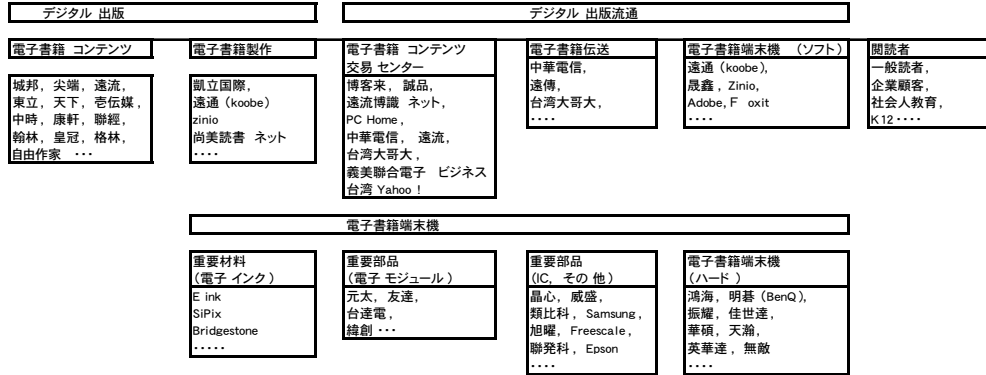 デジタル 出版
デジタル 出版流通
電子書籍 コンテンツ
城邦, 尖端, 遠流,
東立, 天下, 壱伝媒,
中時, 康軒, 聯經,
翰林, 皇冠, 格林,
自由作家 ・・・
電子書籍製作
凱立国際,
遠通 (koobe)
zinio
尚美読書 ネット
・・・・
電子書籍 コンテンツ
交易 センター
博客来, 誠品,
遠流博識 ネット,
PC Home,
中華電信, 遠流,
台湾大哥大,
義美聯合電子 ビジネス
台湾 Yahoo !
電子書籍伝送
中華電信,
遠傳,
台湾大哥大,
・・・・
電子書籍端末機 (ソフト)
遠通 (koobe),
晟鑫, Zinio,
Adobe, F oxit
・・・・
閲読者
一般読者,
企業顧客,
社会人教育,
K12・・・・
電子書籍端末機
重要材料
(電子 インク)
E ink
SiPix
Bridgestone
・・・・・
重要部品
(電子 モジュール )
元太, 友達,
台達電,
緯創 ・・・
重要部品
(IC, その 他 )
晶心, 威盛,
類比科, Samsung,
旭曜, Freescale,
聯発科, Epson
・・・・
電子書籍端末機
(ハード )
鴻海, 明碁 (BenQ),
振耀, 佳世達,
華碩, 天瀚,
英華達, 無敵
・・・・